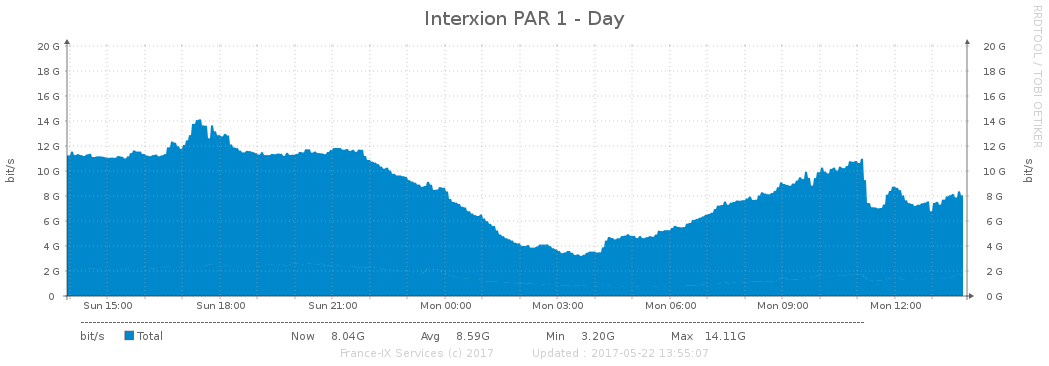 Interxion PAR 1 - Day
RRDTOOL / TOBI OETIKER
bit/s
bit/s
20 G 20 G
18 G 18 G
16 G 16 G
14 G 14 G
12 G 12 G
10 G 10 G
8 G 8 G
6 G 6 G
4 G 4 G
2 G 2 G
0 0 G
Sun 15:00 Sun 18:00 Sun 21:00 Mon 00:00 Mon 03:00 Mon 06:00 Mon 09:00 Mon 12:00
bit/s Total Now 8.04G Avg 8.59G Min 3.20G Max 14.11G
France-IX Services (c) 2017 Updated : 2017-05-22 13:55:07